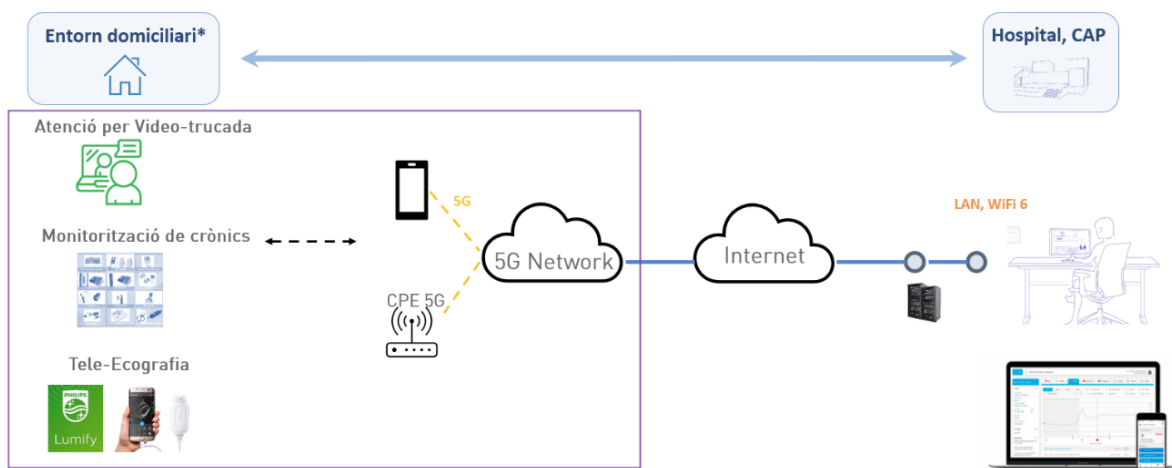 Entorn domiciliari*
Hospital, CAP
Atenció per Video-trucada
5G
LAN, WiFi 6
Monitorització de crònics
5G Network
Internet
CPE 5G
Tele-Ecografia
PHILIPS
Lumify